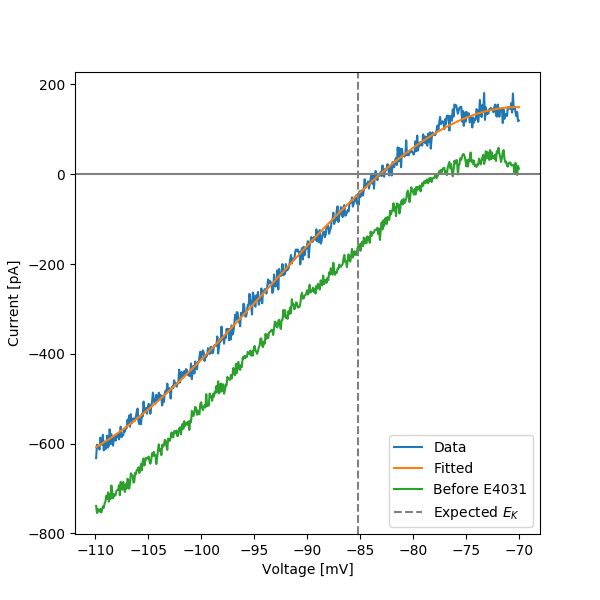 200
0
−200
−400
−600
−800
Current [pA]
−110 −105 −100 −95 −90 −85 −80 −75 −70
Voltage [mV]
Data
Fitted
Before E4031
Expected E_K